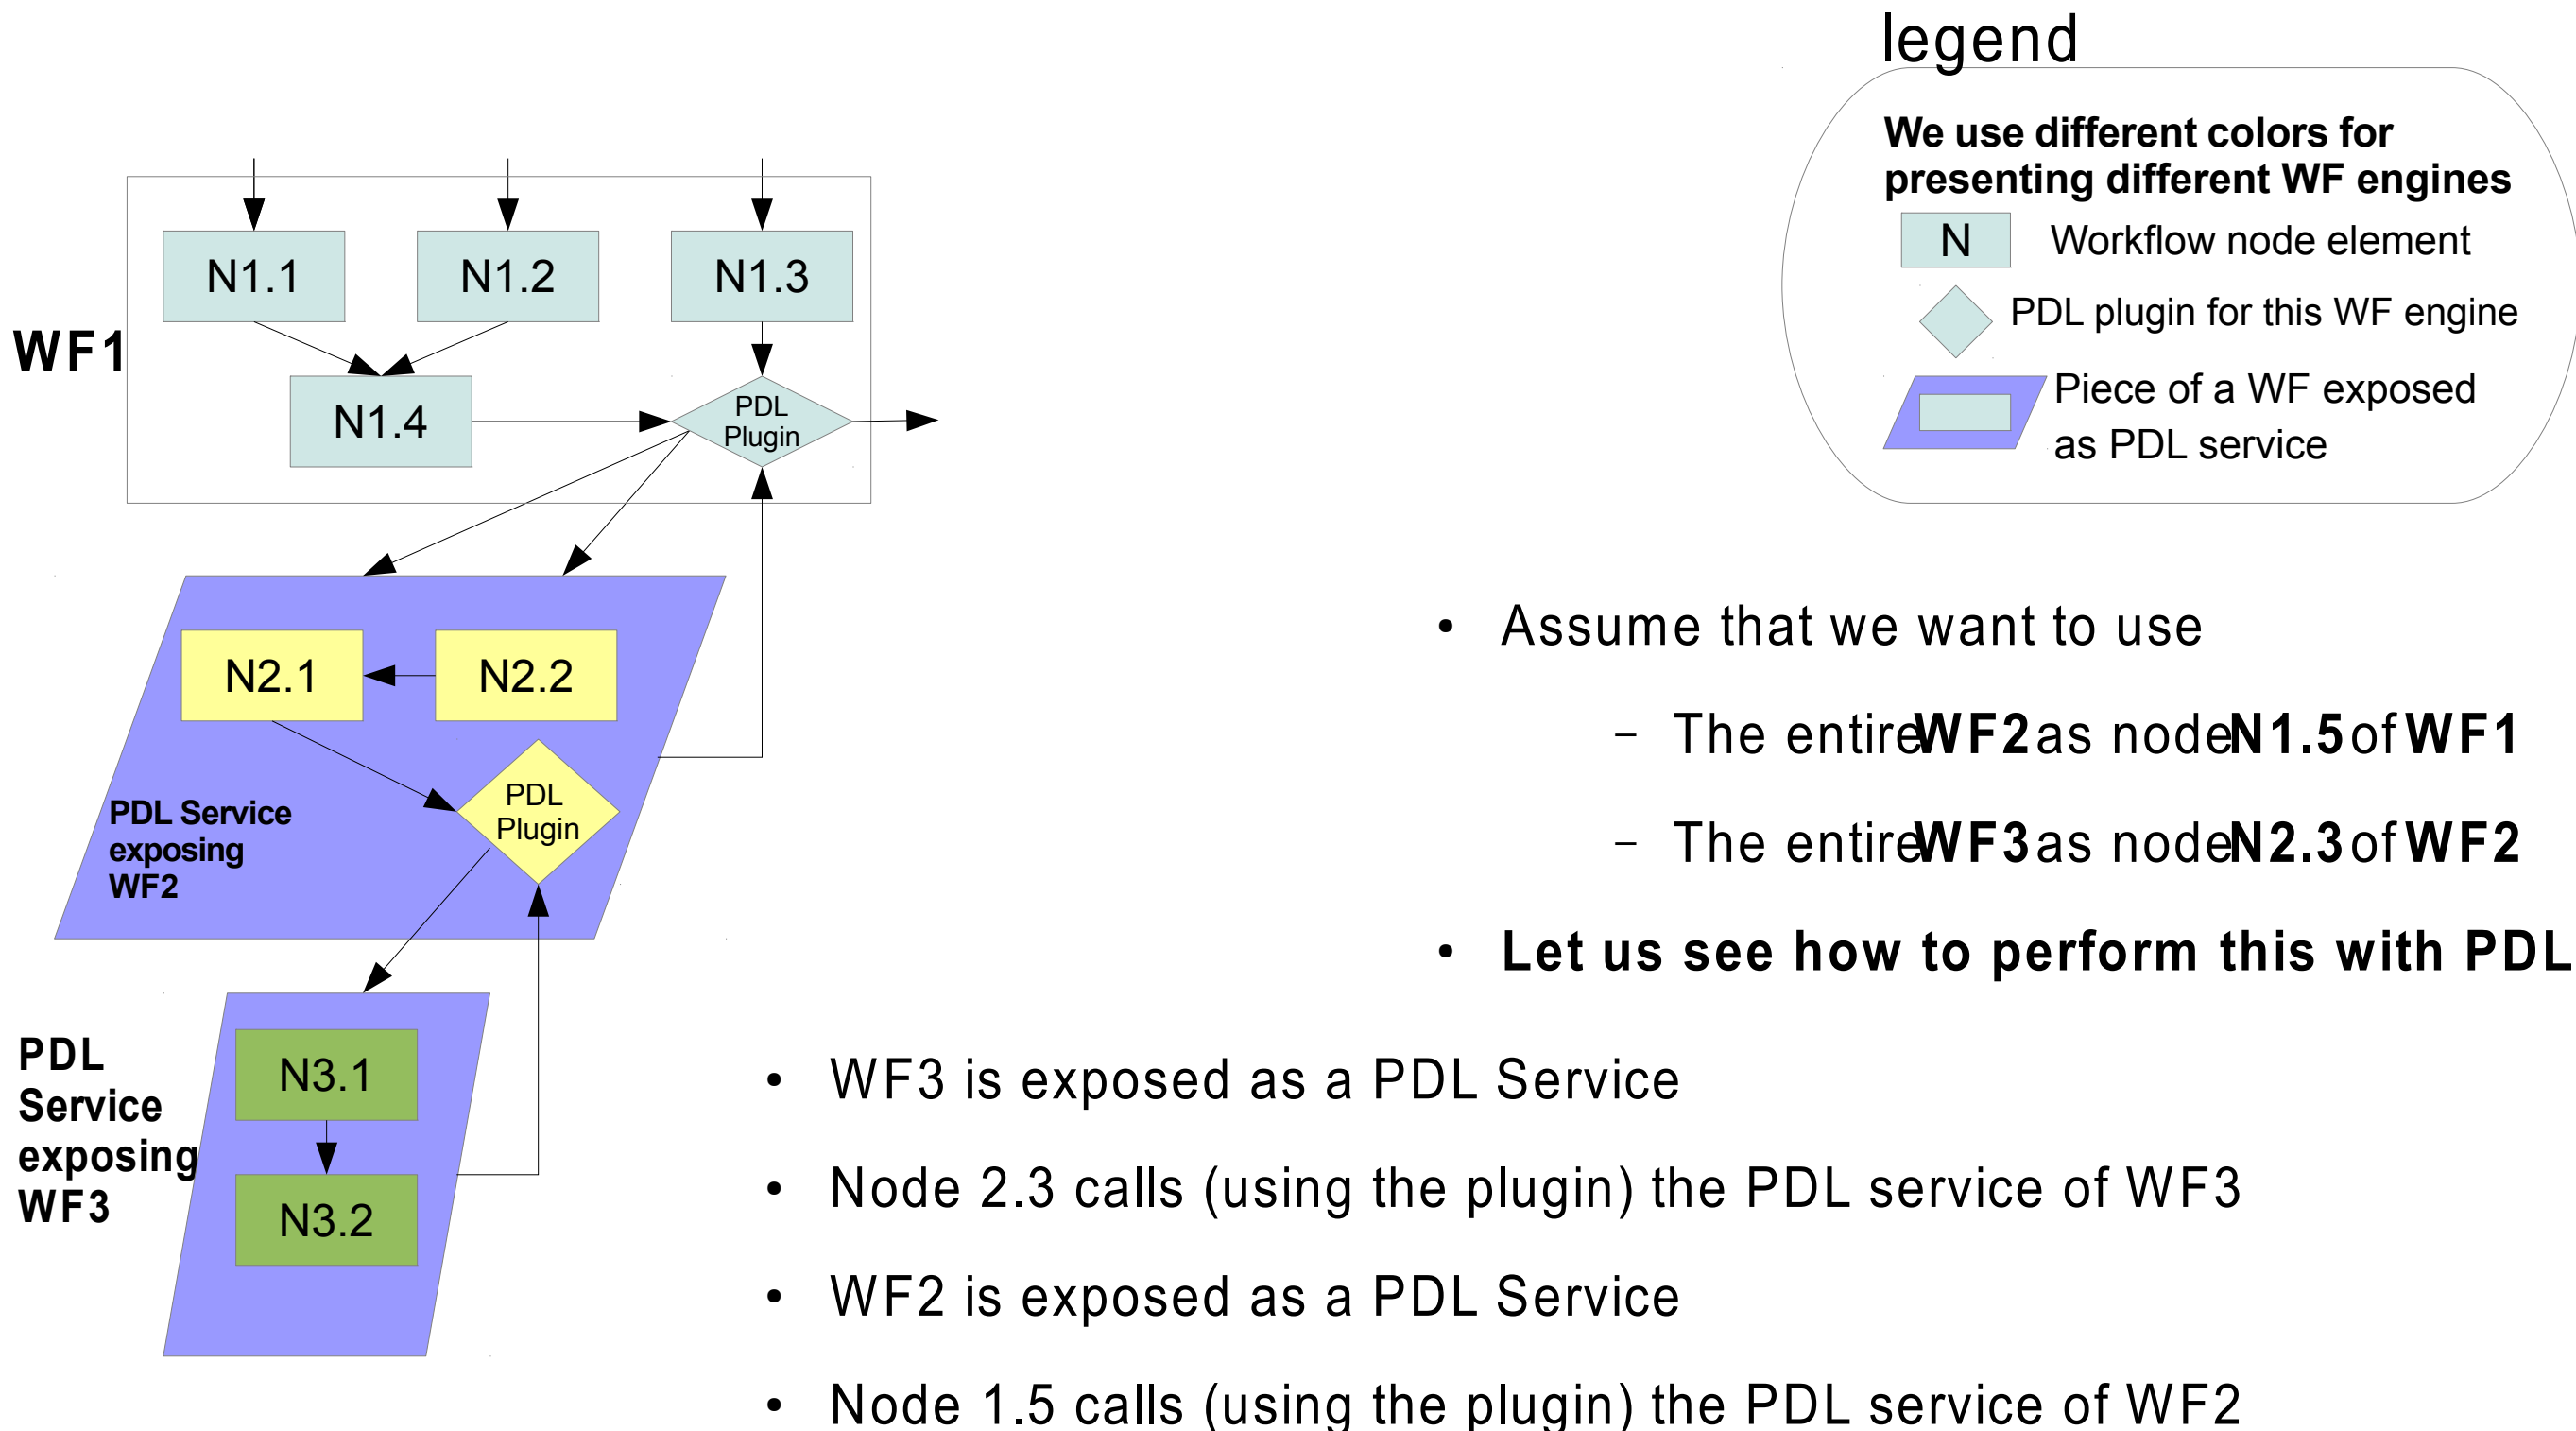 legend
We use different colors for
presenting different WF engines
N Workflow node element
PDL plugin for this WF engine
Piece of a WF exposed
as PDL service
WF1
N1.1 N1.2 N1.3
N1.4
PDL
Plugin
N2.1 N2.2
PDL
Plugin
PDL Service
exposing
WF2
PDL
Service
exposing
WF3
N3.1
N3.2
• Assume that we want to use
– The entire WF2 as node N1.5 of WF1
– The entire WF3 as node N2.3 of WF2
• Let us see how to perform this with PDL
• WF3 is exposed as a PDL Service
• Node 2.3 calls (using the plugin) the PDL service of WF3
• WF2 is exposed as a PDL Service
• Node 1.5 calls (using the plugin) the PDL service of WF2